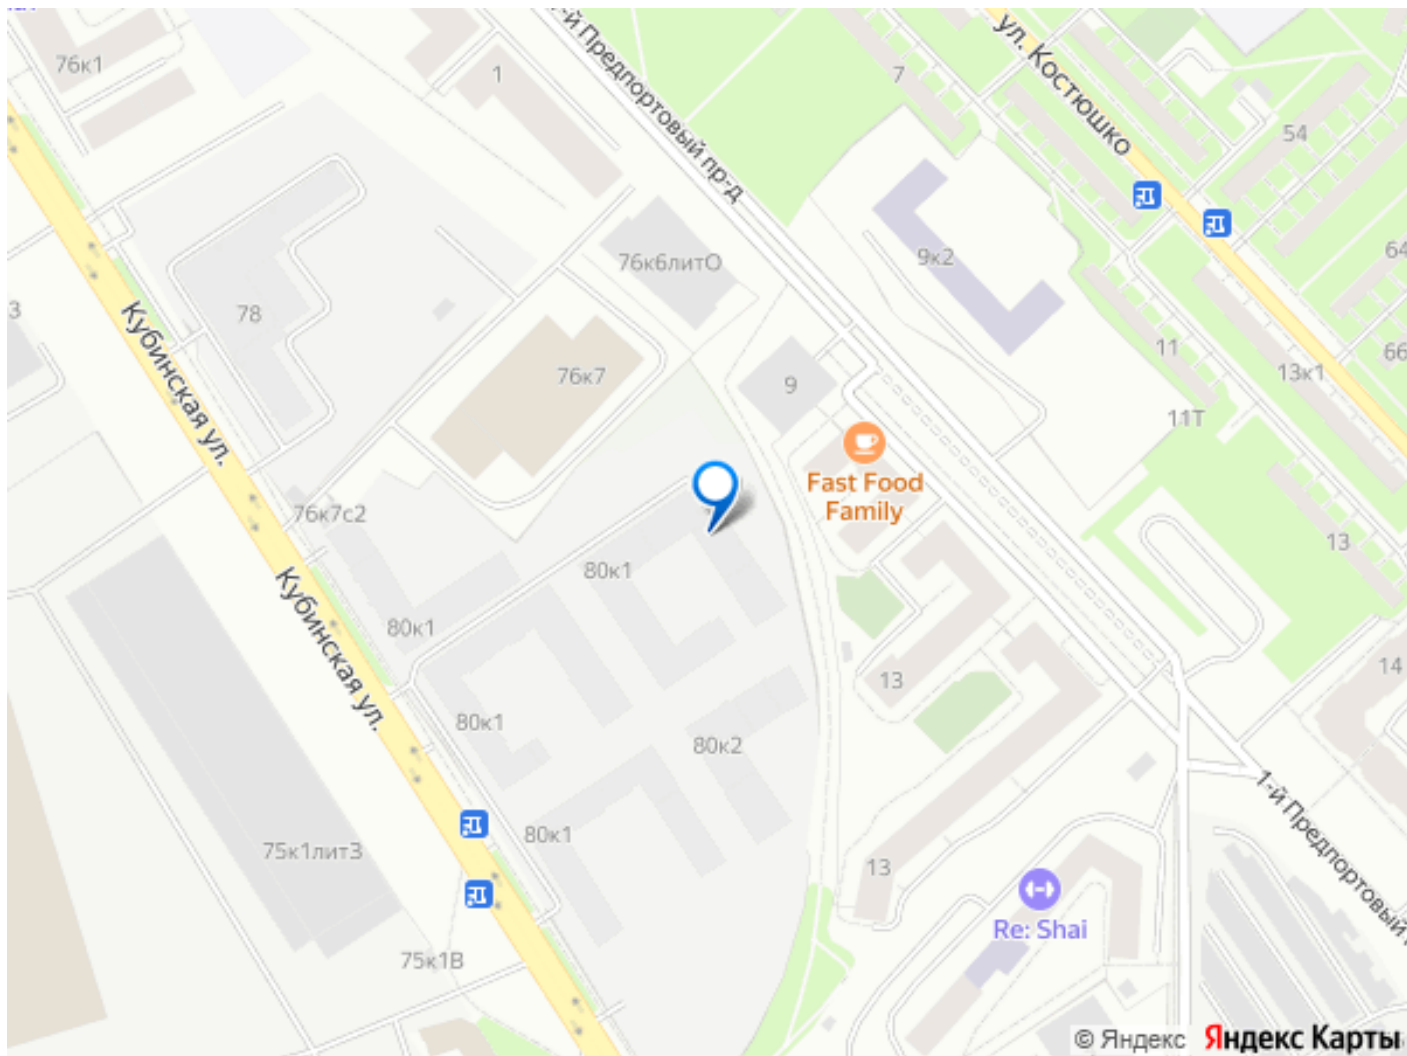 76к1
1
1-й Предпортовый пр-д
7
ул. Костюшко
54
64
76к6литО
9к2
3
78
Кубинская ул.
11
66
13к1
76к7
9
11Т
Fast Food
Family
76к7с2
13
80к1
Кубинская ул.
80к1
14
13
80к1
80к2
1-й Предпортовый
80к1
75к1лит3
13
Re: Shai
75к1В
© Яндекс Яндекс Карты